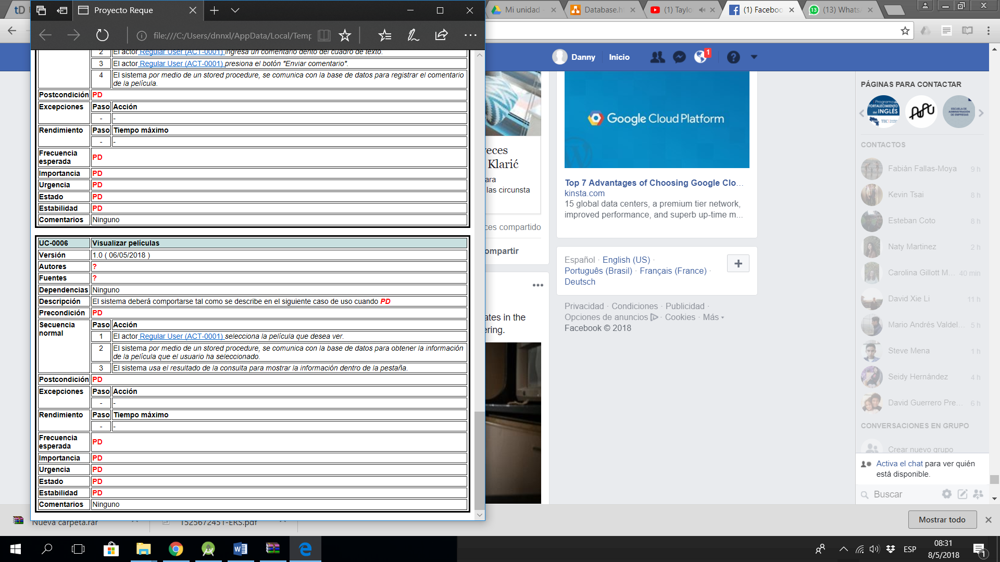 Proyecto Reque
file:///C:/Users/dnnxl/AppData/Local/Temp
2 El actor Regular User (ACT-0001) ingresa un comentario dento del cuadro de texto.
3 El actor Regular User (ACT-0001) presiona el botón "Enviar comentario".
4 El sistema por medio de un stored procedure, se comunica con la base de datos para registrar el comentario
de la película.
Postcondición PD
Excepciones Paso Acción
- -
Rendimiento Paso Tiempo máximo
- -
Frecuencia
esperada PD
Importancia PD
Urgencia PD
Estado PD
Estabilidad PD
Comentarios Ninguno
UC-0006 Visualizar películas
Versión 1.0 ( 06/05/2018 )
Autores ?
Fuentes ?
Dependencias Ninguno
Descripción El sistema deberá comportarse tal como se describe en el siguiente caso de uso cuando PD
Precondición PD
Secuencia
normal
Paso Acción
1 El actor Regular User (ACT-0001) selecciona la película que desea ver.
2 El sistema por medio de un stored procedure, se comunica con la base de datos para obtener la información
de la película que el usuario ha seleccionado.
3 El sistema usa el resultado de la consulta para mostrar la información dentro de la pestaña.
Postcondición PD
Excepciones Paso Acción
- -
Rendimiento Paso Tiempo máximo
- -
Frecuencia
esperada PD
Importancia PD
Urgencia PD
Estado PD
Estabilidad PD
Comentarios Ninguno
tD
Mi unidad
Database.h
(1) Taylo
(1) Faceboo
13
(13) Whats
Danny Inicio
1
eces
Klarić
ara
las circunsta
ces compartido
ompartir
ates in the
ering.
Google Cloud Platform
Top 7 Advantages of Choosing Google Clo...
kinsta.com
15 global data centers, a premium tier network,
improved performance, and superb up-time m...
Español · English (US) ·
Português (Brasil) · Français (France) ·
Deutsch
Privacidad · Condiciones · Publicidad ·
Opciones de anuncios · Cookies · Más
Facebook © 2018
PÁGINAS PARA CONTACTAR
Programa
FORTALECIMIENTO
del INGLÉS
TEC
ESCUELA DE
ADMINISTRACIÓN
DE EMPRESAS
CONTACTOS
Fabián Fallas-Moya 9 h
Kevin Tsai 8 h
Esteban Coto 8 h
Naty Martinez 2 h
Carolina Gillott M... 40 min
David Xie Li 11 h
Mario Andrés Valdel... 5 h
Steve Mena 1 h
Seidy Hernández 4 h
David Guerrero Pre... 6 h
CONVERSACIONES EN GRUPO
Crear nuevo grupo
Activa el chat para ver quién
está disponible.
Buscar
Nueva carpeta.rar
1525672451-ERS.pdf
Mostrar todo
ESP
08:31
8/5/2018
1